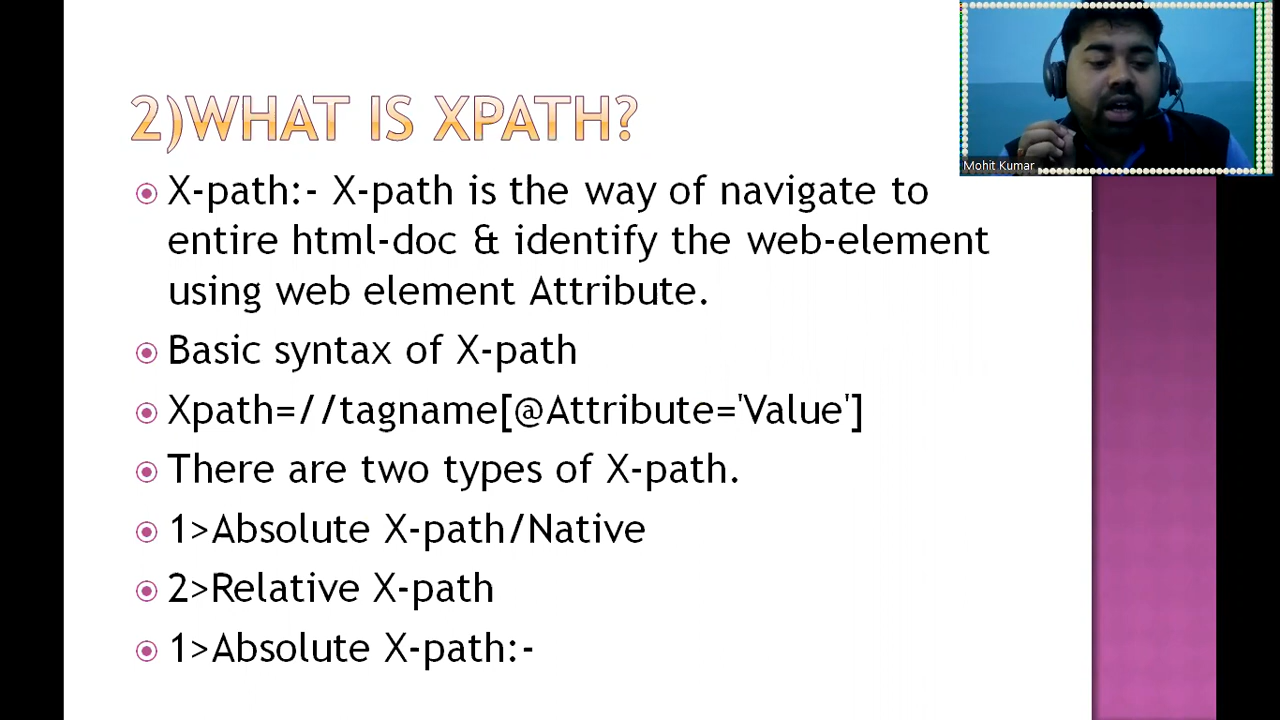 2)WHAT IS XPATH?
X-path:- X-path is the way of navigate to
entire html-doc & identify the web-element
using web element Attribute.
Basic syntax of X-path
Xpath=//tagname[@Attribute='Value']
There are two types of X-path.
1>Absolute X-path/Native
2>Relative X-path
1>Absolute X-path:-
Mohit Kumar